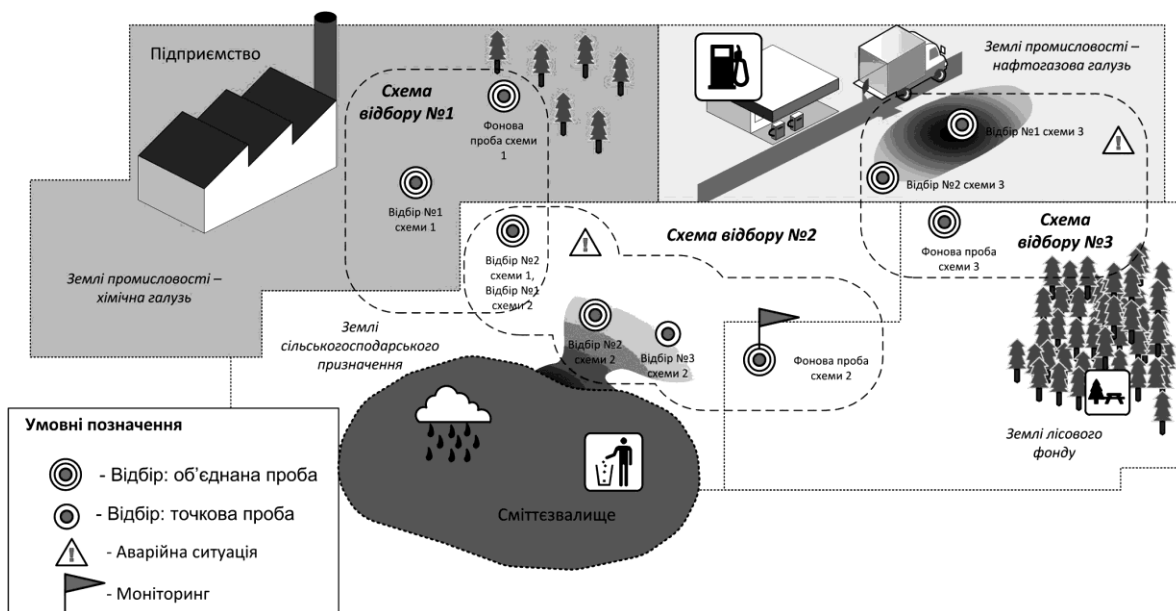 Підприємство
Схема
відбору №1
Фонова
проба схеми
1
Відбір №1
схеми 1
Землі промисловості –
хімічна галузь
Землі промисловості –
нафтогазова галузь
Відбір №1 схеми 3
Відбір №2 схеми 3
Фонова проба
схеми 3
Схема
відбору №3
Схема відбору №2
Відбір №2
схеми 1,
Відбір №1
схеми 2
Землі
сільськогосподарського
призначення
Відбір №2
схеми 2
Відбір №3
схеми 2
Фонова проба
схеми 2
Землі лісового
фонду
Сміттєзвалище
Умовні позначення
- Відбір: об’єднана проба
- Відбір: точкова проба
- Аварійна ситуація
- Моніторинг